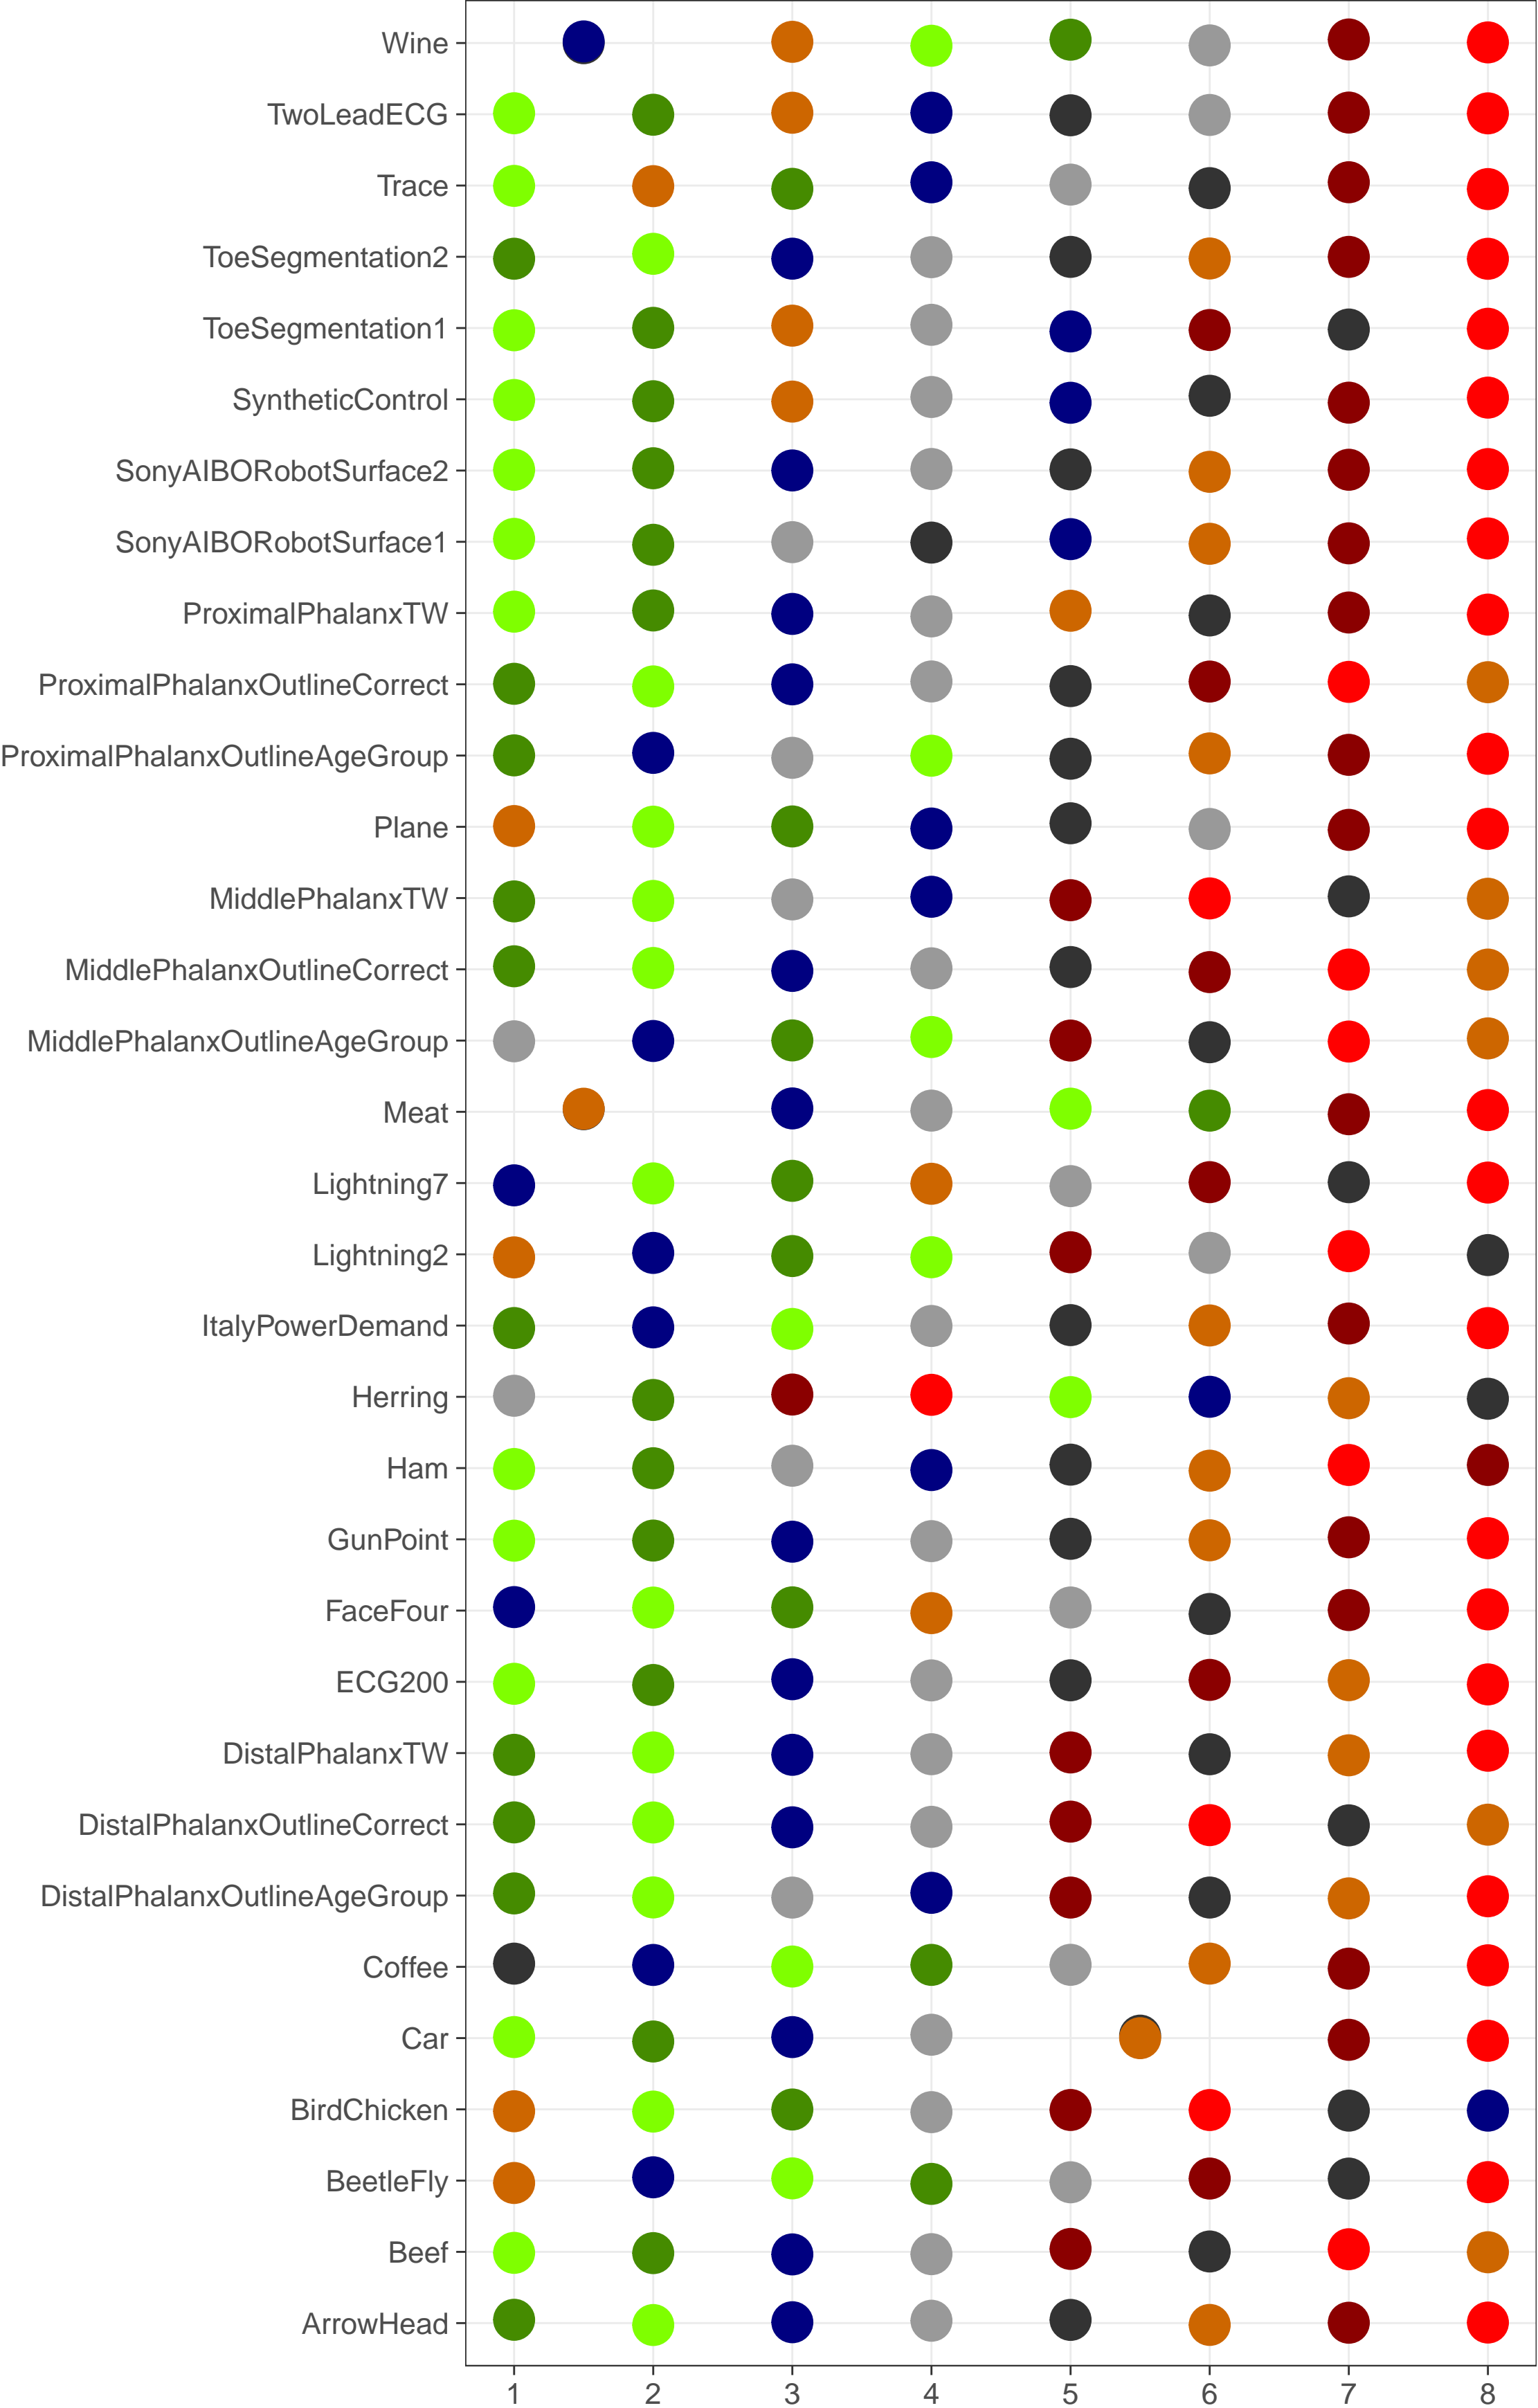 Wine
TwoLeadECG
Trace
ToeSegmentation2
ToeSegmentation1
SyntheticControl
SonyAIBORobotSurface2
SonyAIBORobotSurface1
ProximalPhalanxTW
ProximalPhalanxOutlineCorrect
ProximalPhalanxOutlineAgeGroup
Plane
MiddlePhalanxTW
MiddlePhalanxOutlineCorrect
MiddlePhalanxOutlineAgeGroup
Meat
Lightning7
Lightning2
ItalyPowerDemand
Herring
Ham
GunPoint
FaceFour
ECG200
DistalPhalanxTW
DistalPhalanxOutlineCorrect
DistalPhalanxOutlineAgeGroup
Coffee
Car
BirdChicken
BeetleFly
Beef
ArrowHead
1 2 3 4 5 6 7 8